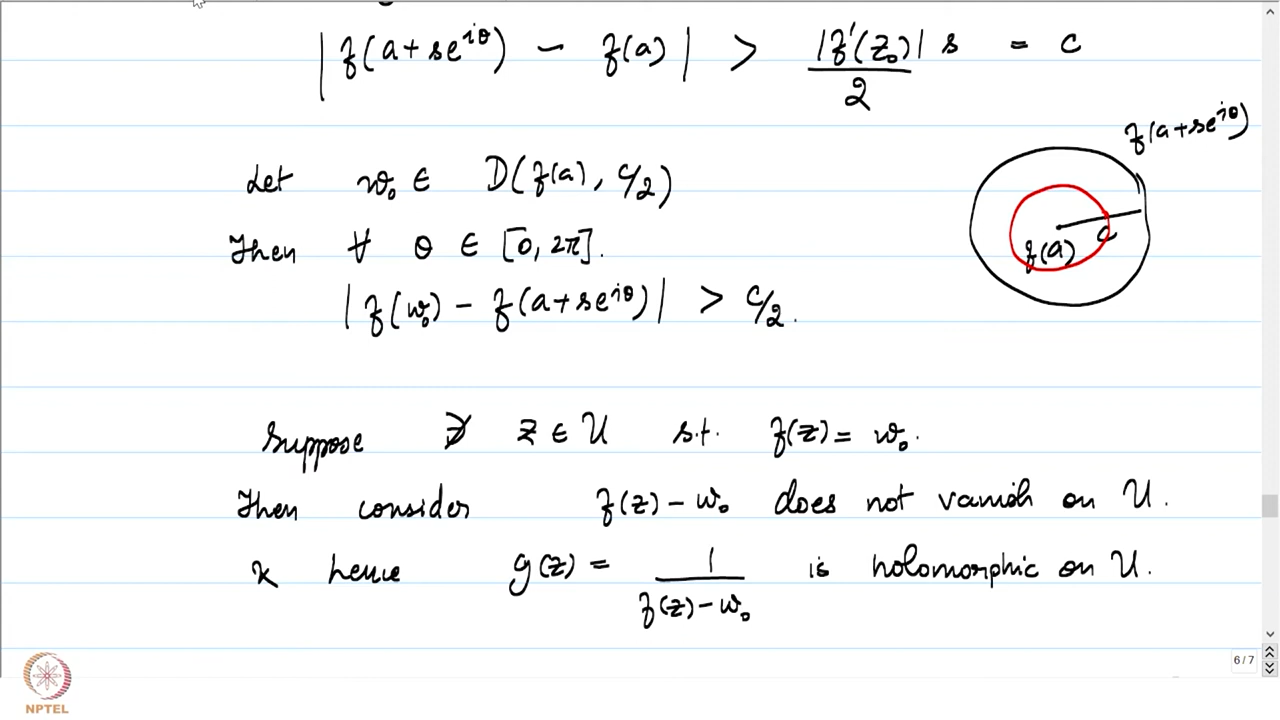 |f(a+se^{iθ}) − f(a)| > |f'(z₀)| s / 2 = c
f(a+se^{iθ})
Let w₀ ∈ D(f(a), c/2)
Then ∀ θ ∈ [0, 2π].
c
f(a)
|f(w₀) − f(a+se^{iθ})| > c/2.
Suppose ∄ z ∈ U s.t. f(z) = w₀.
Then consider f(z) − w₀ does not vanish on U.
& hence g(z) = 1 / (f(z) − w₀) is holomorphic on U.
6 / 7
NPTEL